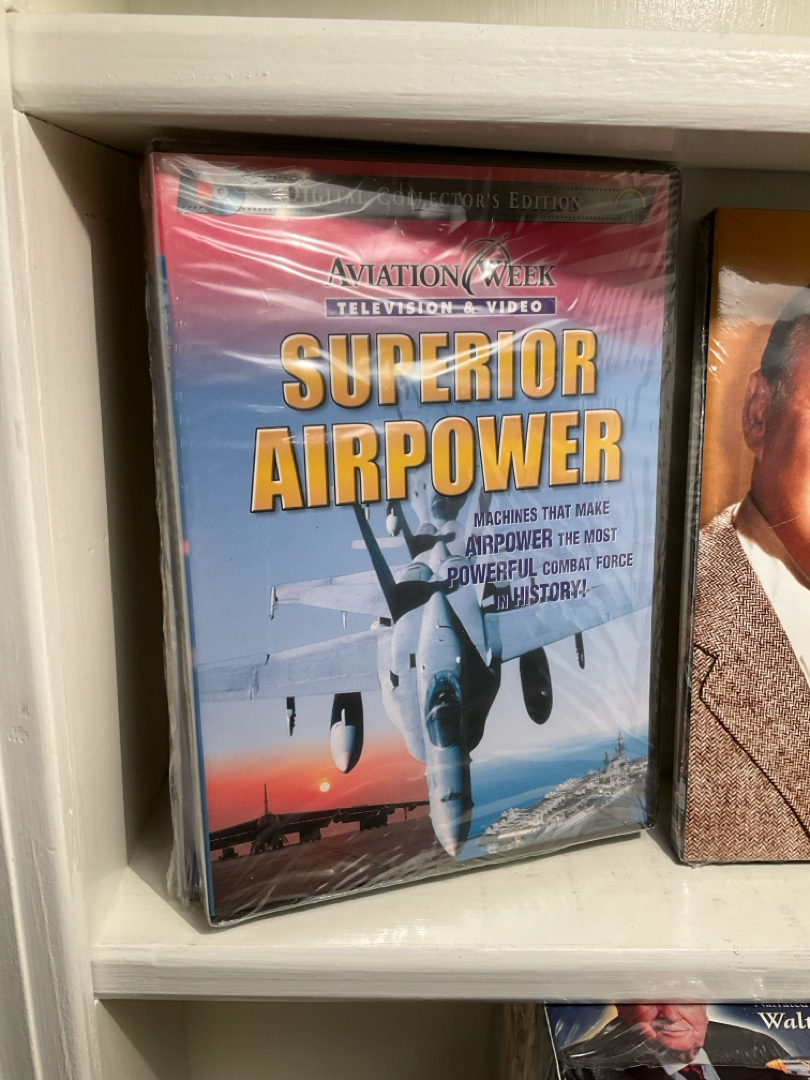 DIGITAL COLLECTOR'S EDITION
AVIATION WEEK
TELEVISION & VIDEO
SUPERIOR
AIRPOWER
MACHINES THAT MAKE
AIRPOWER THE MOST
POWERFUL COMBAT FORCE
IN HISTORY!
Narrated